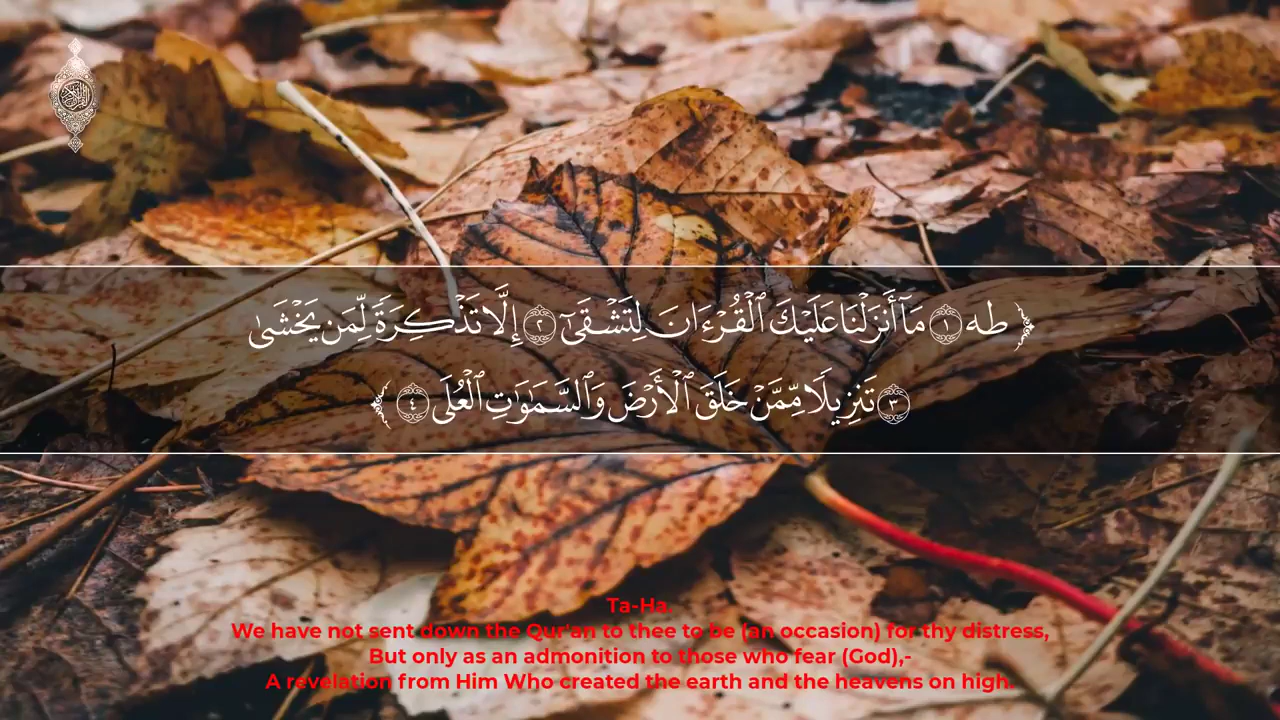 ﴿ طه ١ مَآ أَنزَلْنَا عَلَيْكَ ٱلْقُرْءَانَ لِتَشْقَىٰٓ ٢ إِلَّا تَذْكِرَةً لِّمَن يَخْشَىٰ
٣ تَنزِيلًا مِّمَّنْ خَلَقَ ٱلْأَرْضَ وَٱلسَّمَٰوَٰتِ ٱلْعُلَى ٤ ﴾
Ta-Ha.
We have not sent down the Qur'an to thee to be (an occasion) for thy distress,
But only as an admonition to those who fear (God),-
A revelation from Him Who created the earth and the heavens on high.